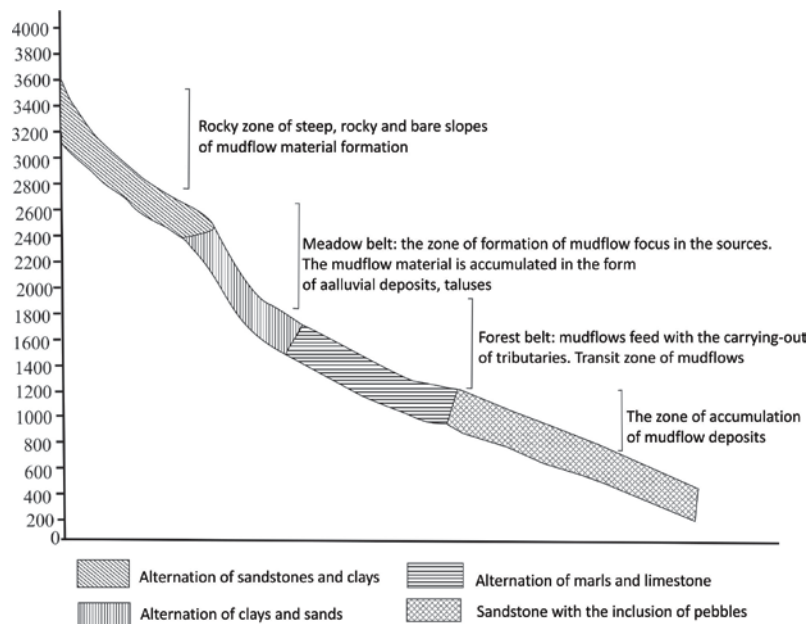 4000
3600
3400
3200
3000
2800
2600
2400
2200
2000
1800
1600
1400
1200
1000
800
600
400
200
0
Rocky zone of steep, rocky and bare slopes
of mudflow material formation
Meadow belt: the zone of formation of mudflow focus in the sources.
The mudflow material is accumulated in the form
of aalluvial deposits, taluses
Forest belt: mudflows feed with the carrying-out
of tributaries. Transit zone of mudflows
The zone of accumulation
of mudflow deposits
Alternation of sandstones and clays
Alternation of marls and limestone
Alternation of clays and sands
Sandstone with the inclusion of pebbles